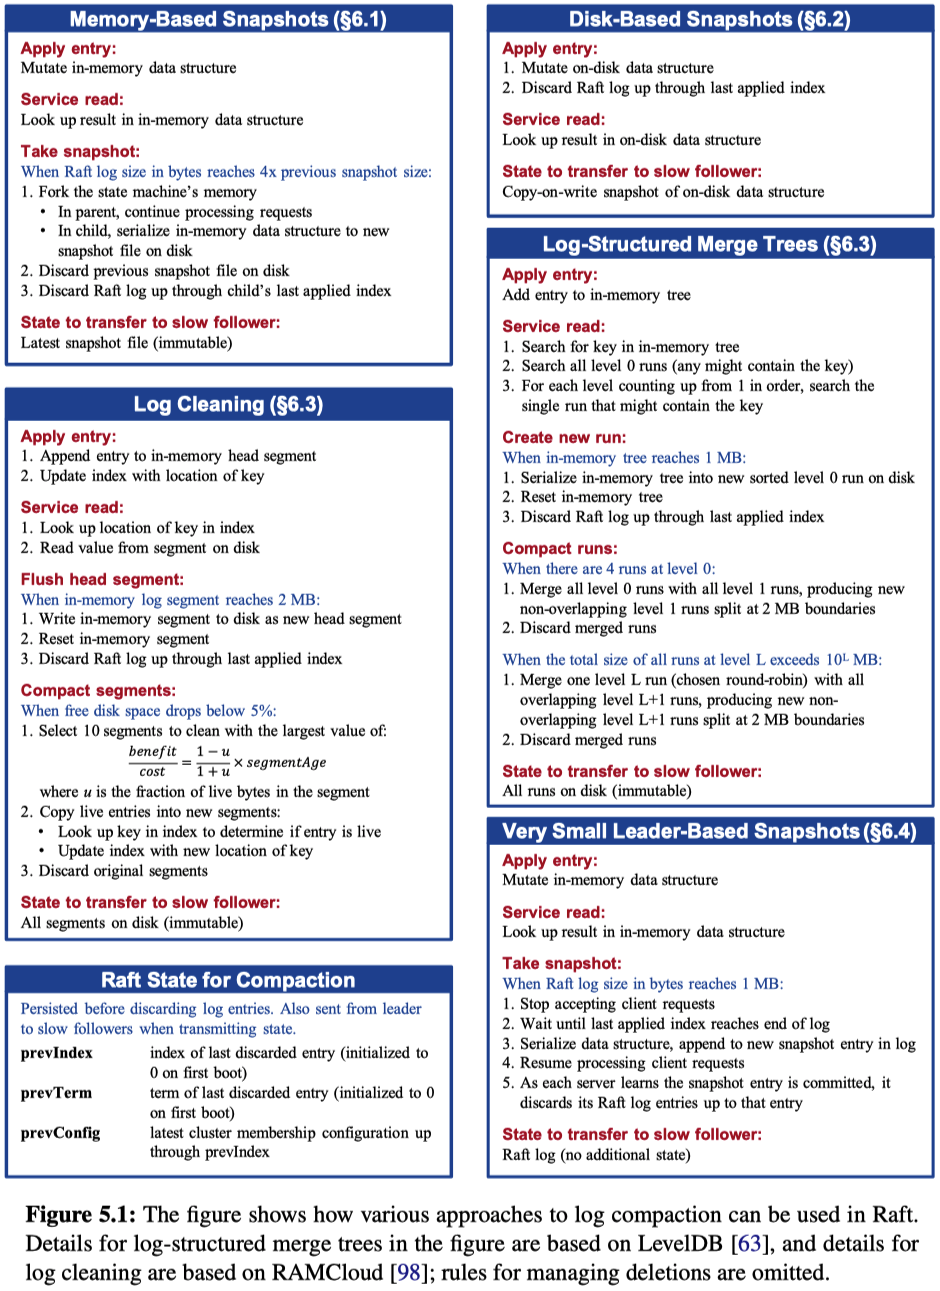 Memory-Based Snapshots (§6.1)
Apply entry:
Mutate in-memory data structure
Service read:
Look up result in in-memory data structure
Take snapshot:
When Raft log size in bytes reaches 4x previous snapshot size:
1. Fork the state machine's memory
• In parent, continue processing requests
• In child, serialize in-memory data structure to new
snapshot file on disk
2. Discard previous snapshot file on disk
3. Discard Raft log up through child's last applied index
State to transfer to slow follower:
Latest snapshot file (immutable)
Log Cleaning (§6.3)
Apply entry:
1. Append entry to in-memory head segment
2. Update index with location of key
Service read:
1. Look up location of key in index
2. Read value from segment on disk
Flush head segment:
When in-memory log segment reaches 2 MB:
1. Write in-memory segment to disk as new head segment
2. Reset in-memory segment
3. Discard Raft log up through last applied index
Compact segments:
When free disk space drops below 5%:
1. Select 10 segments to clean with the largest value of:
benefit/cost = (1 − u)/(1 + u) × segmentAge
where u is the fraction of live bytes in the segment
2. Copy live entries into new segments:
• Look up key in index to determine if entry is live
• Update index with new location of key
3. Discard original segments
State to transfer to slow follower:
All segments on disk (immutable)
Raft State for Compaction
Persisted before discarding log entries. Also sent from leader
to slow followers when transmitting state.
prevIndex index of last discarded entry (initialized to
0 on first boot)
prevTerm term of last discarded entry (initialized to 0
on first boot)
prevConfig latest cluster membership configuration up
through prevIndex
Disk-Based Snapshots (§6.2)
Apply entry:
1. Mutate on-disk data structure
2. Discard Raft log up through last applied index
Service read:
Look up result in on-disk data structure
State to transfer to slow follower:
Copy-on-write snapshot of on-disk data structure
Log-Structured Merge Trees (§6.3)
Apply entry:
Add entry to in-memory tree
Service read:
1. Search for key in in-memory tree
2. Search all level 0 runs (any might contain the key)
3. For each level counting up from 1 in order, search the
single run that might contain the key
Create new run:
When in-memory tree reaches 1 MB:
1. Serialize in-memory tree into new sorted level 0 run on disk
2. Reset in-memory tree
3. Discard Raft log up through last applied index
Compact runs:
When there are 4 runs at level 0:
1. Merge all level 0 runs with all level 1 runs, producing new
non-overlapping level 1 runs split at 2 MB boundaries
2. Discard merged runs
When the total size of all runs at level L exceeds 10ᴸ MB:
1. Merge one level L run (chosen round-robin) with all
overlapping level L+1 runs, producing new non-
overlapping level L+1 runs split at 2 MB boundaries
2. Discard merged runs
State to transfer to slow follower:
All runs on disk (immutable)
Very Small Leader-Based Snapshots (§6.4)
Apply entry:
Mutate in-memory data structure
Service read:
Look up result in in-memory data structure
Take snapshot:
When Raft log size in bytes reaches 1 MB:
1. Stop accepting client requests
2. Wait until last applied index reaches end of log
3. Serialize data structure, append to new snapshot entry in log
4. Resume processing client requests
5. As each server learns the snapshot entry is committed, it
discards its Raft log entries up to that entry
State to transfer to slow follower:
Raft log (no additional state)
Figure 5.1: The figure shows how various approaches to log compaction can be used in Raft.
Details for log-structured merge trees in the figure are based on LevelDB [63], and details for
log cleaning are based on RAMCloud [98]; rules for managing deletions are omitted.